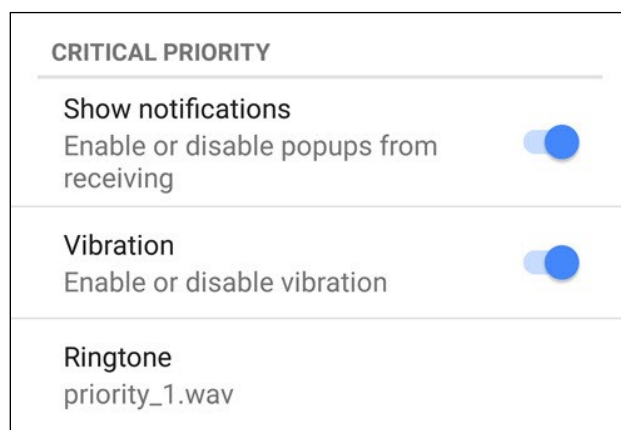 CRITICAL PRIORITY
Show notifications
Enable or disable popups from
receiving
Vibration
Enable or disable vibration
Ringtone
priority_1.wav